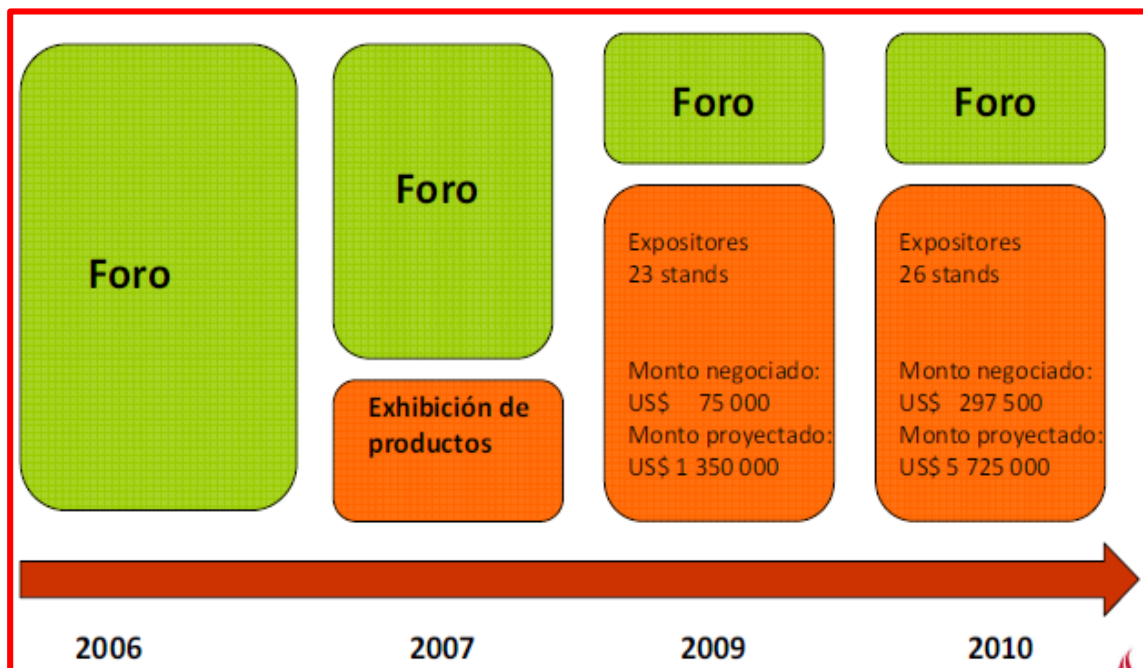 Foro
Foro
Exhibición de
productos
Foro
Expositores
23 stands
Monto negociado:
US$ 75 000
Monto proyectado:
US$ 1 350 000
Foro
Expositores
26 stands
Monto negociado:
US$ 297 500
Monto proyectado:
US$ 5 725 000
2006
2007
2009
2010